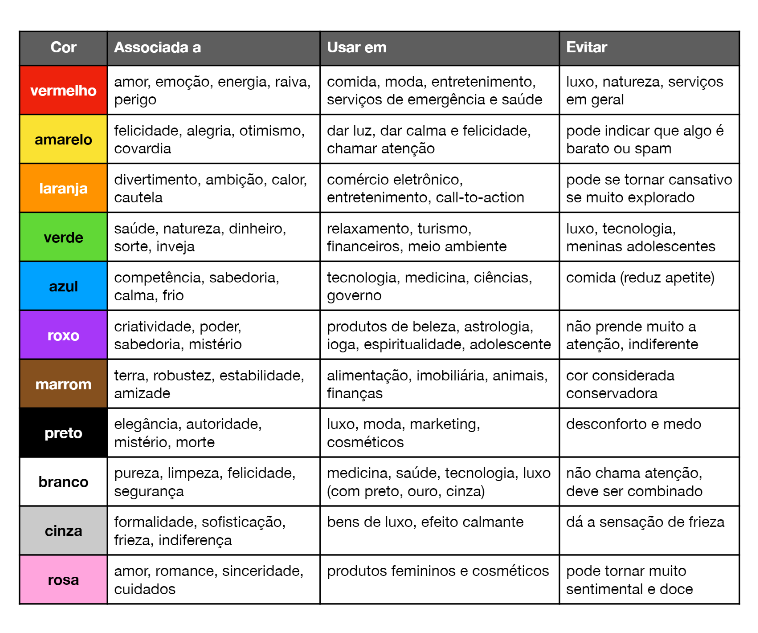 Cor Associada a Usar em Evitar
vermelho amor, emoção, energia, raiva, perigo comida, moda, entretenimento, serviços de emergência e saúde luxo, natureza, serviços em geral
amarelo felicidade, alegria, otimismo, covardia dar luz, dar calma e felicidade, chamar atenção pode indicar que algo é barato ou spam
laranja divertimento, ambição, calor, cautela comércio eletrônico, entretenimento, call-to-action pode se tornar cansativo se muito explorado
verde saúde, natureza, dinheiro, sorte, inveja relaxamento, turismo, financeiros, meio ambiente luxo, tecnologia, meninas adolescentes
azul competência, sabedoria, calma, frio tecnologia, medicina, ciências, governo comida (reduz apetite)
roxo criatividade, poder, sabedoria, mistério produtos de beleza, astrologia, ioga, espiritualidade, adolescente não prende muito a atenção, indiferente
marrom terra, robustez, estabilidade, amizade alimentação, imobiliária, animais, finanças cor considerada conservadora
preto elegância, autoridade, mistério, morte luxo, moda, marketing, cosméticos desconforto e medo
branco pureza, limpeza, felicidade, segurança medicina, saúde, tecnologia, luxo (com preto, ouro, cinza) não chama atenção, deve ser combinado
cinza formalidade, sofisticação, frieza, indiferença bens de luxo, efeito calmante dá a sensação de frieza
rosa amor, romance, sinceridade, cuidados produtos femininos e cosméticos pode tornar muito sentimental e doce